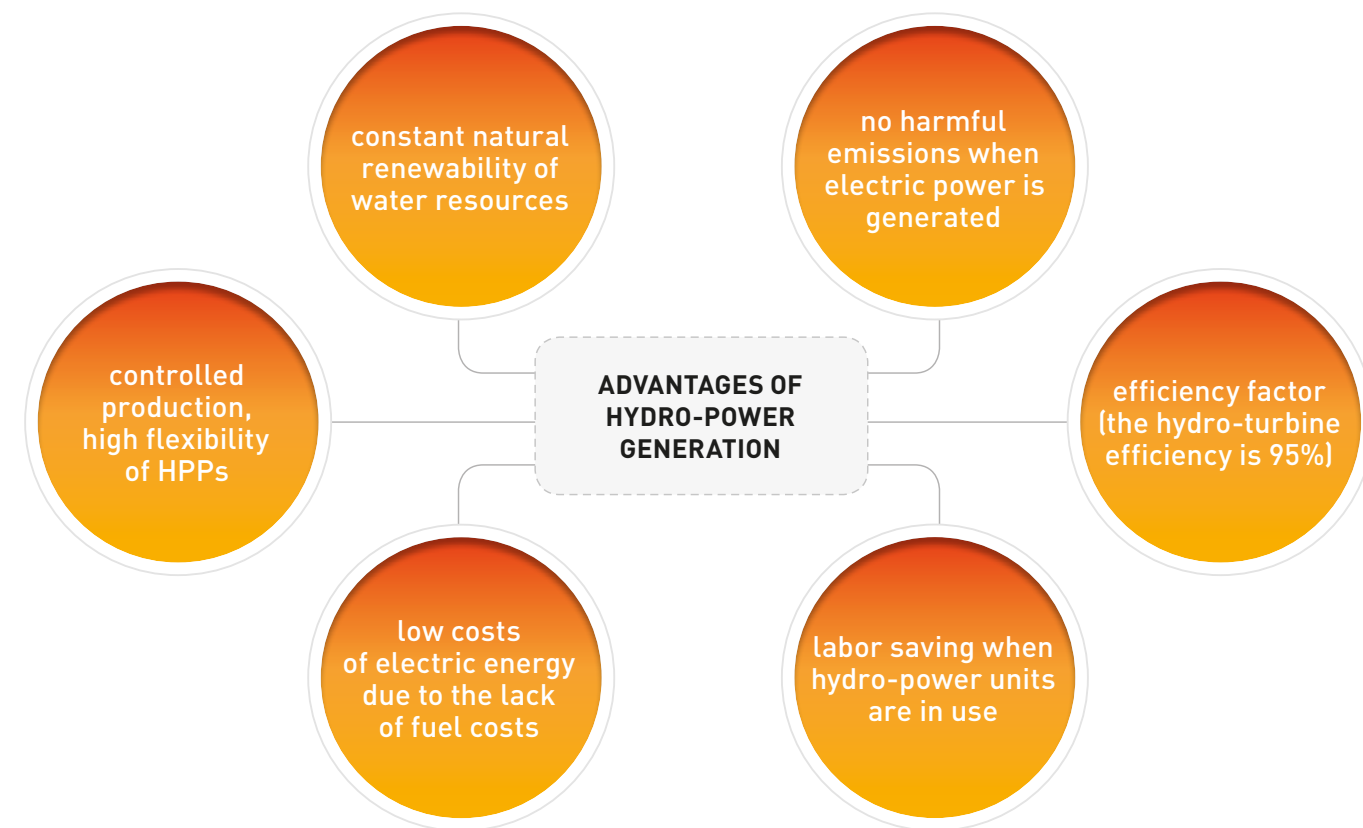 constant natural
renewability of
water resources
no harmful
emissions when
electric power is
generated
controlled
production,
high flexibility
of HPPs
ADVANTAGES OF
HYDRO-POWER
GENERATION
efficiency factor
(the hydro-turbine
efficiency is 95%)
low costs
of electric energy
due to the lack
of fuel costs
labor saving when
hydro-power units
are in use